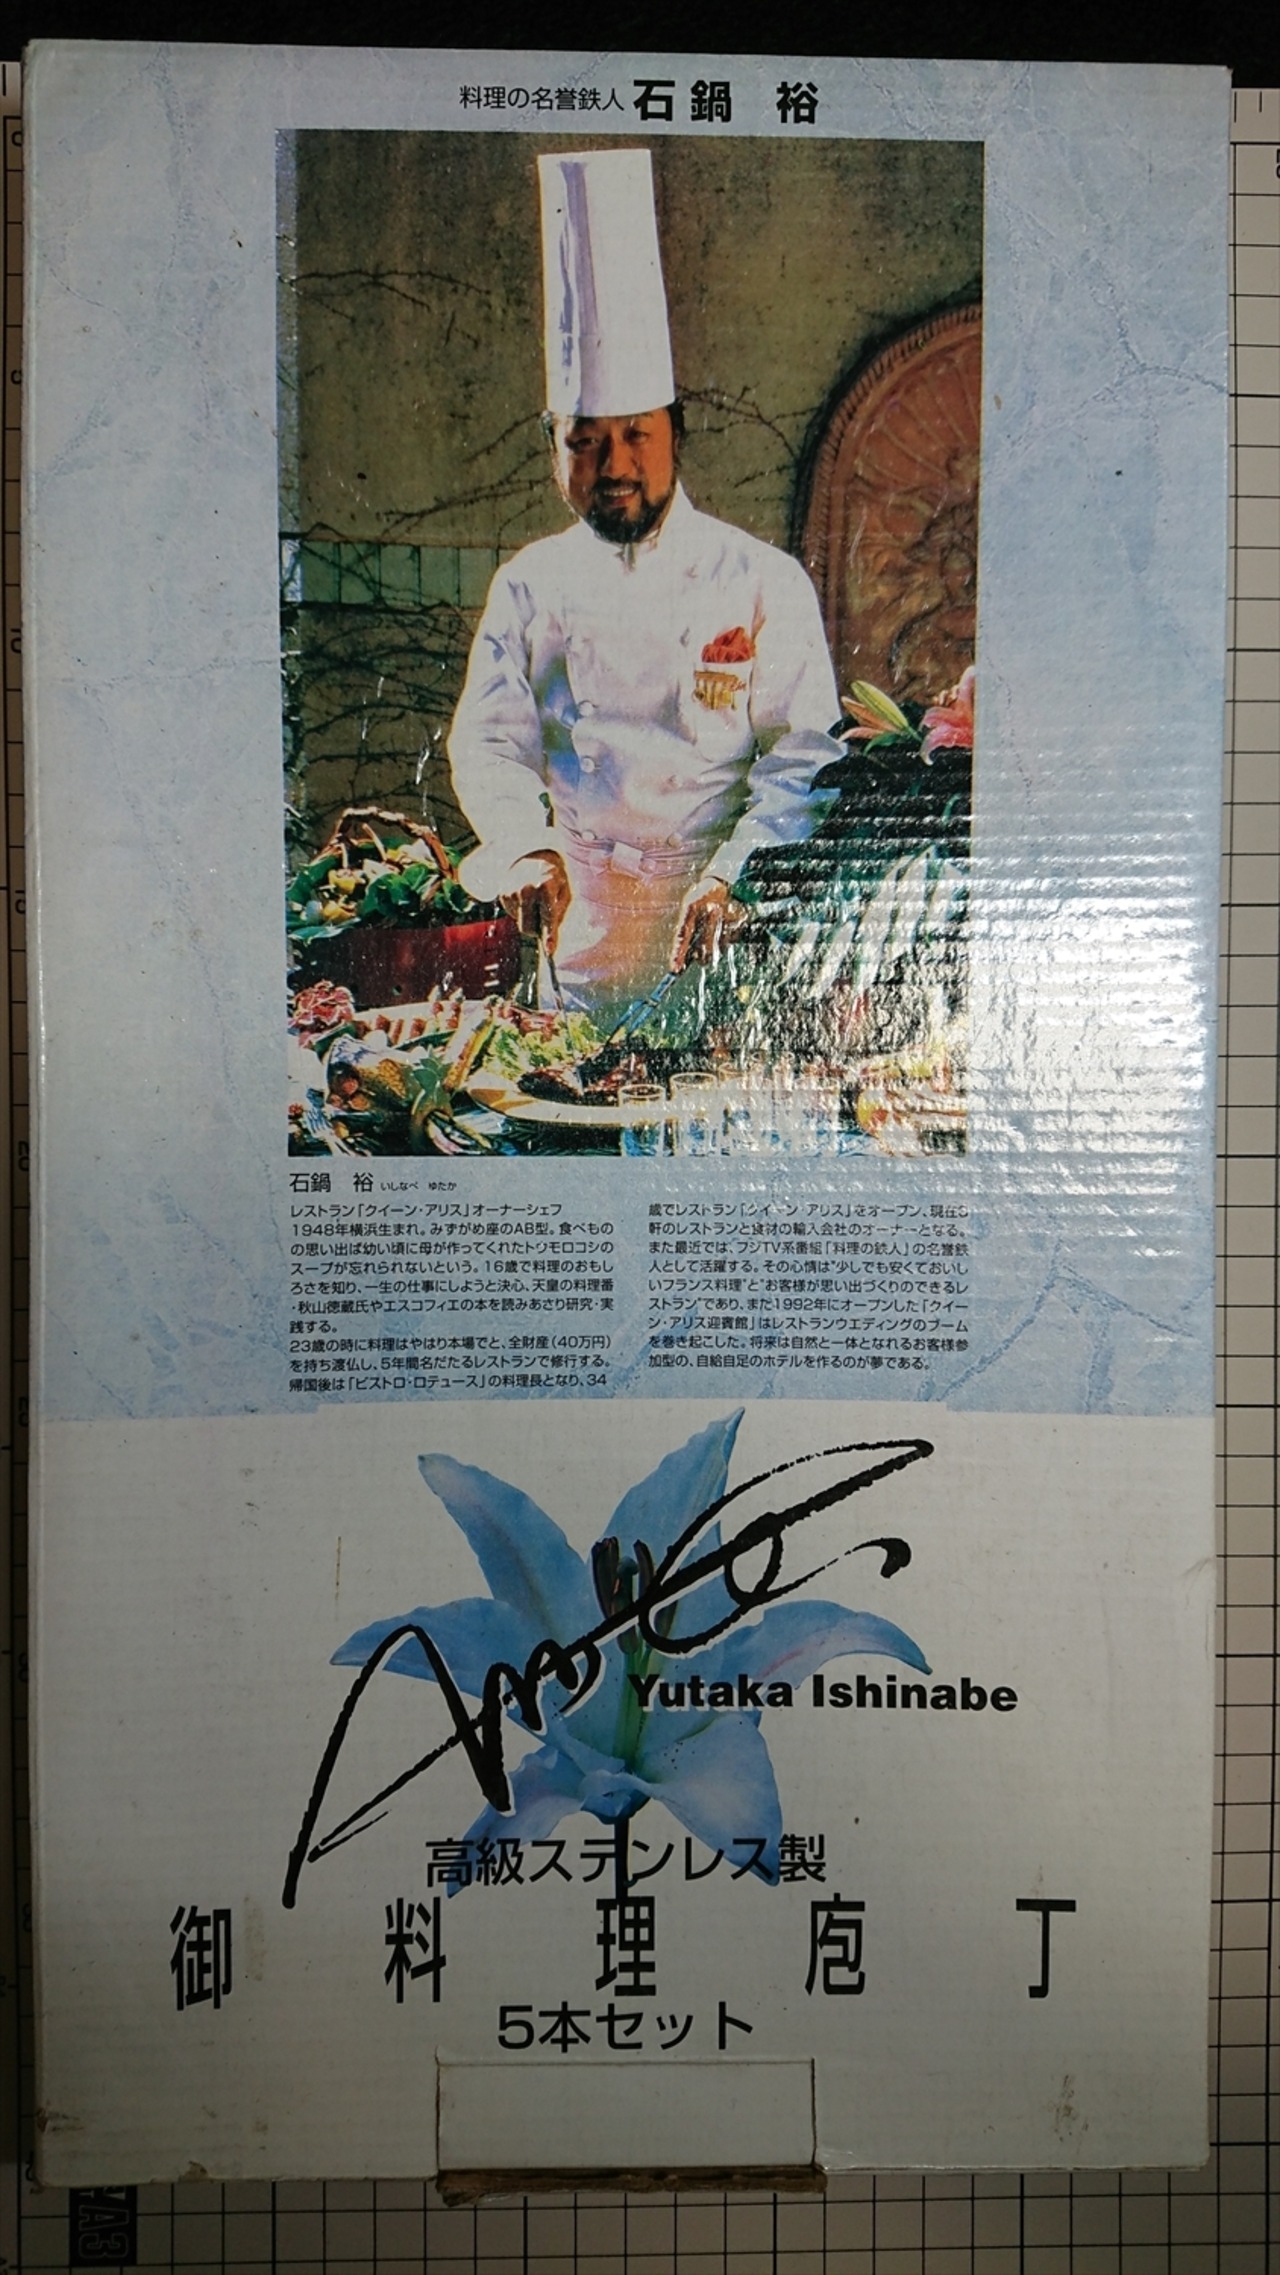 料理の名誉鉄人 石鍋 裕
石鍋 裕 いしなべ ゆたか
レストラン「クイーン・アリス」オーナーシェフ
1948年横浜生まれ。みずがめ座のAB型。食べもの
の思い出は幼い頃に母が作ってくれたトウモロコシの
スープが忘れられないという。16歳で料理のおもし
ろさを知り、一生の仕事にしようと決心、天皇の料理番
・秋山徳蔵氏やエスコフィエの本を読みあさり研究・実
践する。
23歳の時に料理はやはり本場でと、全財産(40万円)
を持ち渡仏し、5年間名だたるレストランで修行する。
帰国後は「ビストロ・ロテュース」の料理長となり、34
歳でレストラン「クイーン・アリス」をオープン、現在
軒のレストランと食材の輸入会社のオーナーとなる。
また最近では、フジTV系番組「料理の鉄人」の名誉鉄
人として活躍する。その心情は"少しでも安くておいし
いフランス料理"と"お客様が思い出づくりのできるレ
ストラン"であり、また1992年にオープンした「クイー
ン・アリス迎賓館」はレストランウエディングのブーム
を巻き起こした。将来は自然と一体となれるお客様参
加型の、自給自足のホテルを作るのが夢である。
Yutaka Ishinabe
高級ステンレス製
御料理庖丁
5本セット
A3